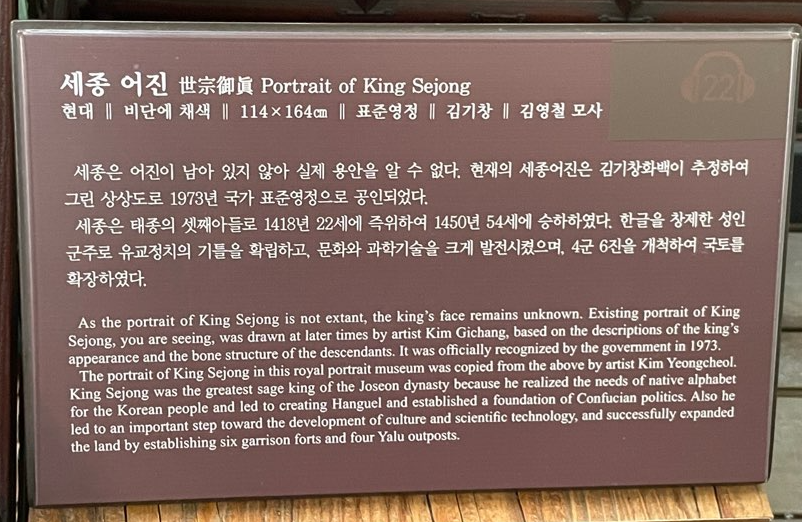 세종 어진 世宗御眞 Portrait of King Sejong
22
현대 ‖ 비단에 채색 ‖ 114×164㎝ ‖ 표준영정 ‖ 김기창 ‖ 김영철 모사
세종은 어진이 남아 있지 않아 실제 용안을 알 수 없다. 현재의 세종어진은 김기창화백이 추정하여
그린 상상도로 1973년 국가 표준영정으로 공인되었다.
세종은 태종의 셋째아들로 1418년 22세에 즉위하여 1450년 54세에 승하하였다. 한글을 창제한 성인
군주로 유교정치의 기틀을 확립하고, 문화와 과학기술을 크게 발전시켰으며, 4군 6진을 개척하여 국토를
확장하였다.
As the portrait of King Sejong is not extant, the king's face remains unknown. Existing portrait of King
Sejong, you are seeing, was drawn at later times by artist Kim Gichang, based on the descriptions of the king's
appearance and the bone structure of the descendants. It was officially recognized by the government in 1973.
The portrait of King Sejong in this royal portrait museum was copied from the above by artist Kim Yeongcheol.
King Sejong was the greatest sage king of the Joseon dynasty because he realized the needs of native alphabet
for the Korean people and led to creating Hanguel and established a foundation of Confucian politics. Also he
led to an important step toward the development of culture and scientific technology, and successfully expanded
the land by establishing six garrison forts and four Yalu outposts.